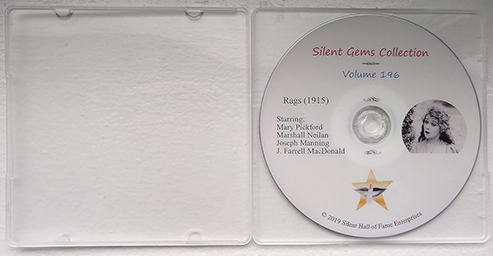 Silent Gems Collection
Volume 196
Rags (1915)
Starring:
Mary Pickford
Marshall Neilan
Joseph Manning
J. Farrell MacDonald
© 2019 Silent Hall of Fame Enterprises